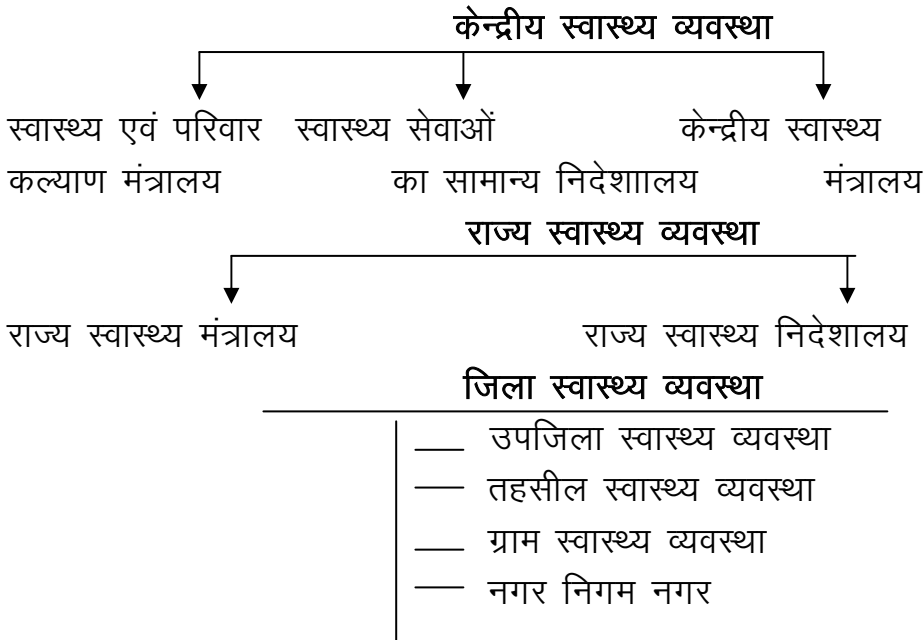 केन्द्रीय स्वास्थ्य व्यवस्था
स्वास्थ्य एवं परिवार स्वास्थ्य सेवाओं केन्द्रीय स्वास्थ्य
कल्याण मंत्रालय का सामान्य निदेशाालय मंत्रालय
राज्य स्वास्थ्य व्यवस्था
राज्य स्वास्थ्य मंत्रालय राज्य स्वास्थ्य निदेशालय
जिला स्वास्थ्य व्यवस्था
उपजिला स्वास्थ्य व्यवस्था
तहसील स्वास्थ्य व्यवस्था
ग्राम स्वास्थ्य व्यवस्था
नगर निगम नगर